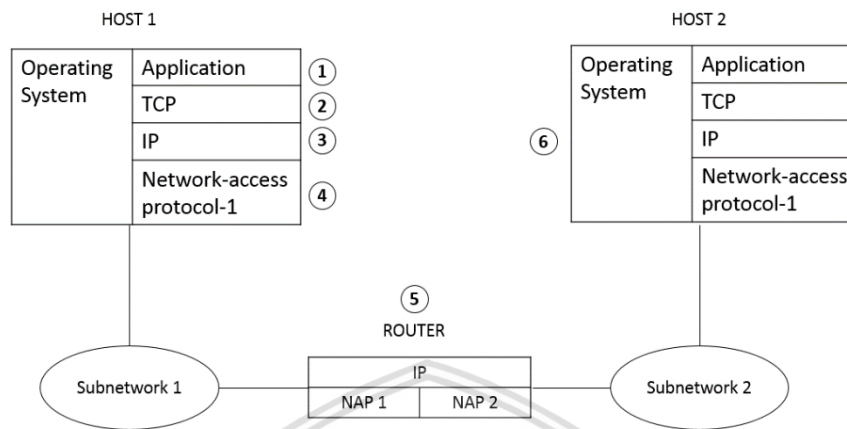 HOST 1
HOST 2
Operating
System
Application
1
TCP
2
IP
3
Network-access
protocol-1
4
Operating
System
Application
TCP
IP
6
Network-access
protocol-1
5
ROUTER
Subnetwork 1
IP
NAP 1
NAP 2
Subnetwork 2